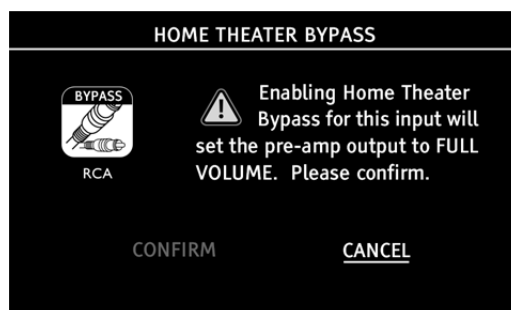 HOME THEATER BYPASS
BYPASS
RCA
Enabling Home Theater
Bypass for this input will
set the pre-amp output to FULL
VOLUME.  Please confirm.
CONFIRM
CANCEL